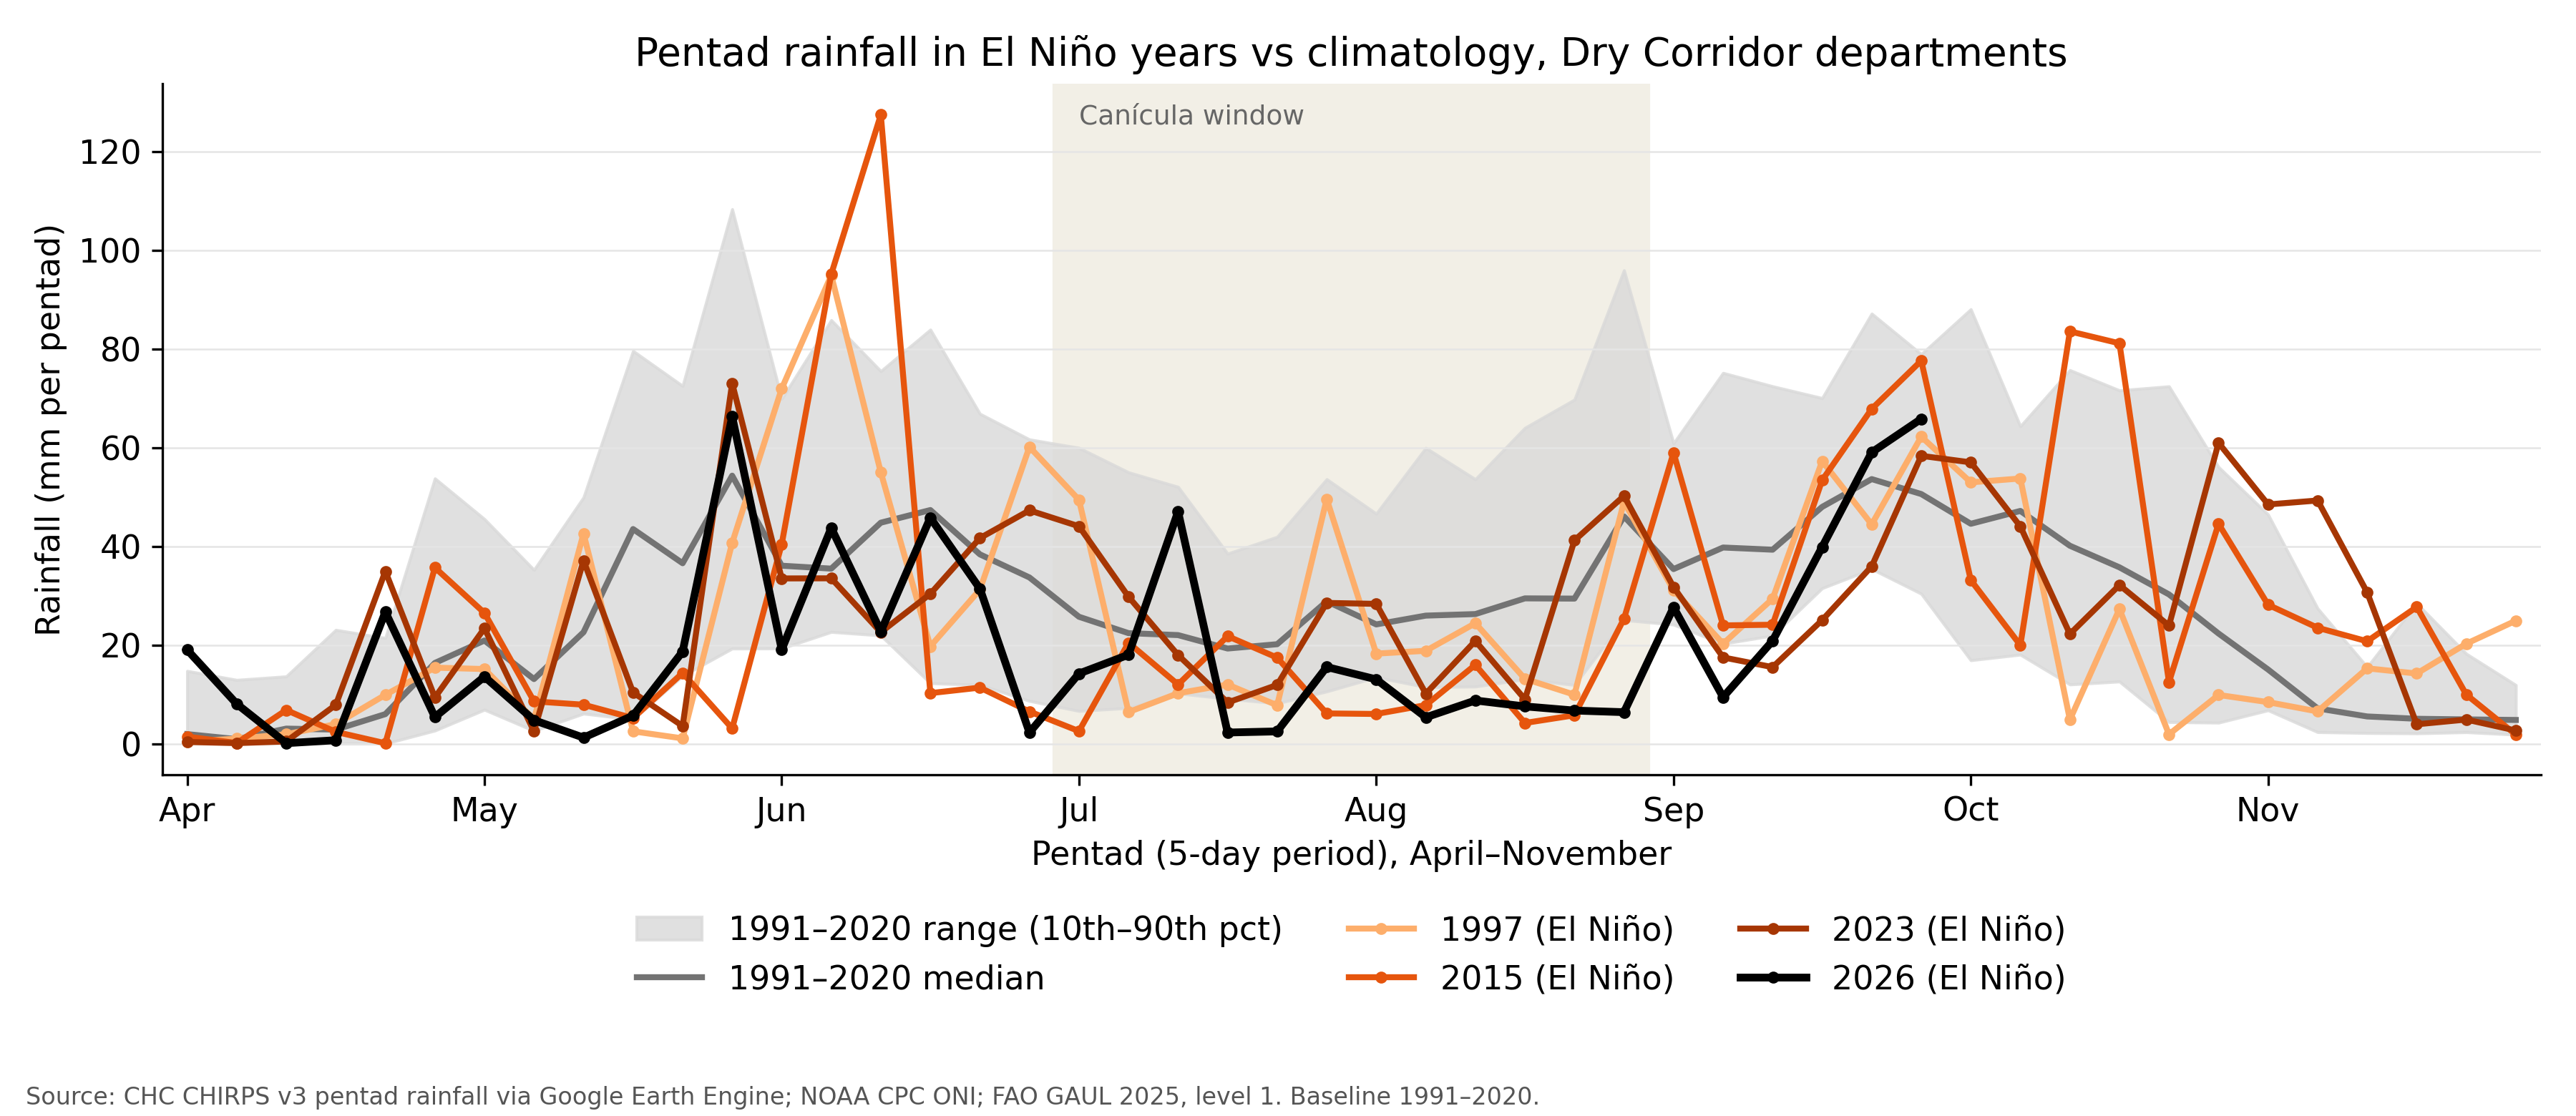 Pentad rainfall in El Niño years vs climatology, Dry Corridor departments
Canícula window
Rainfall (mm per pentad)
120
100
80
60
40
20
0
Apr May Jun Jul Aug Sep Oct Nov
Pentad (5-day period), April–November
1991–2020 range (10th–90th pct)
1991–2020 median
1997 (El Niño)
2015 (El Niño)
2023 (El Niño)
2026 (El Niño)
Source: CHC CHIRPS v3 pentad rainfall via Google Earth Engine; NOAA CPC ONI; FAO GAUL 2025, level 1. Baseline 1991–2020.